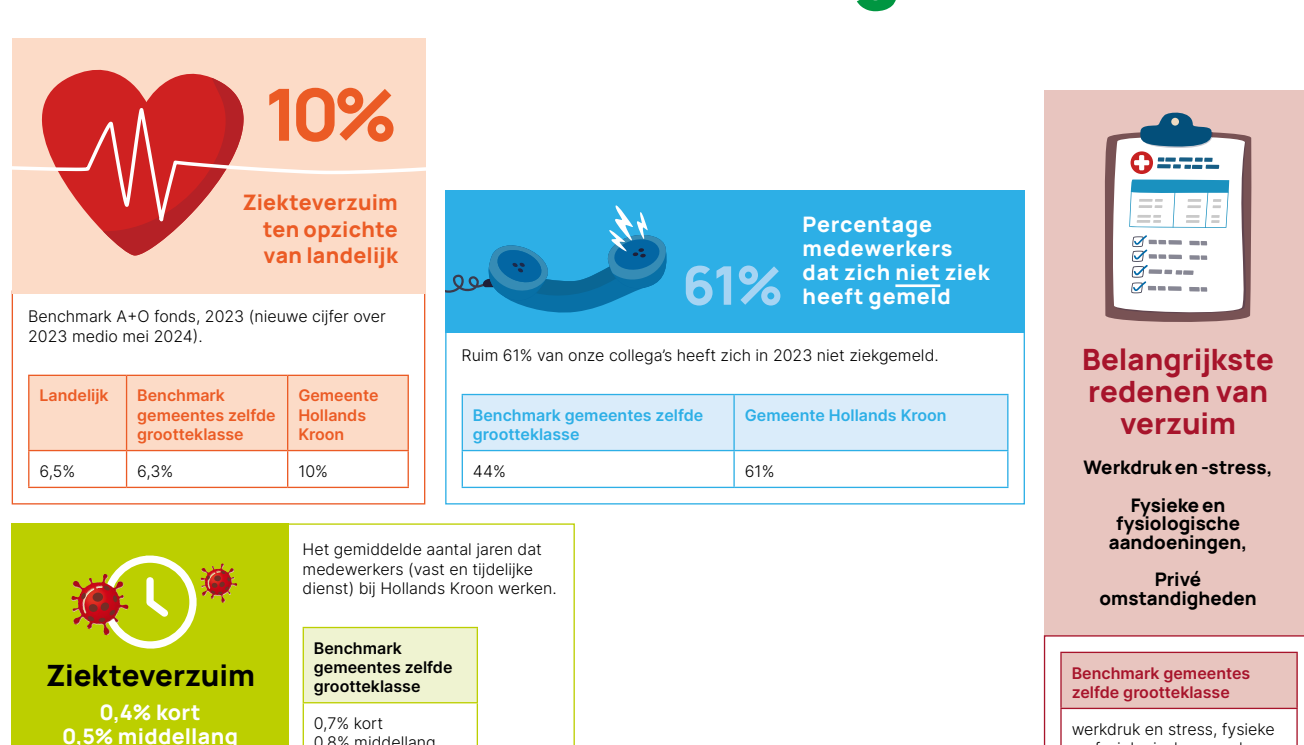 10%
Ziekteverzuim
ten opzichte
van landelijk
Benchmark A+O fonds, 2023 (nieuwe cijfer over
2023 medio mei 2024).
Landelijk
Benchmark
gemeentes zelfde
grootteklasse
Gemeente
Hollands
Kroon
6,5%
6,3%
10%
61%
Percentage
medewerkers
dat zich niet ziek
heeft gemeld
Ruim 61% van onze collega's heeft zich in 2023 niet ziekgemeld.
Benchmark gemeentes zelfde
grootteklasse
Gemeente Hollands Kroon
44%
61%
Belangrijkste
redenen van
verzuim
Werkdruk en -stress,
Fysieke en
fysiologische
aandoeningen,
Privé
omstandigheden
Benchmark gemeentes
zelfde grootteklasse
werkdruk en stress, fysieke
Ziekteverzuim
0,4% kort
0,5% middellang
Het gemiddelde aantal jaren dat
medewerkers (vast en tijdelijke
dienst) bij Hollands Kroon werken.
Benchmark
gemeentes zelfde
grootteklasse
0,7% kort
0,8% middellang